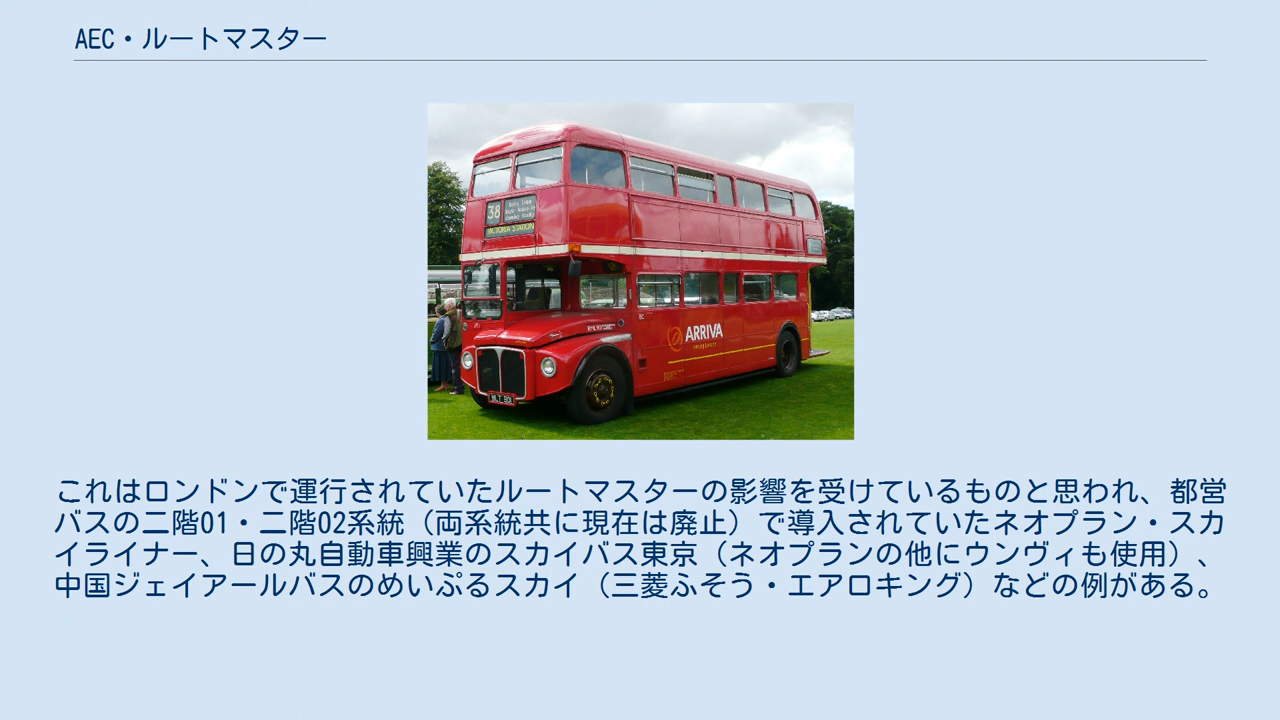 AEC・ルートマスター
38
VICTORIA STATION
ARRIVA
WLT 901
これはロンドンで運行されていたルートマスターの影響を受けているものと思われ、都営
バスの二階01・二階02系統（両系統共に現在は廃止）で導入されていたネオプラン・スカ
イライナー、日の丸自動車興業のスカイバス東京（ネオプランの他にウンヴィも使用）、
中国ジェイアールバスのめいぷるスカイ（三菱ふそう・エアロキング）などの例がある。